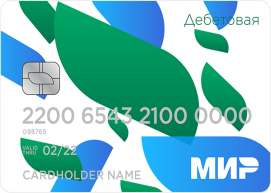 Дебетовая
2200 6543 2100 0000
098765
VALID
THRU 02/22
CARDHOLDER NAME
МИР